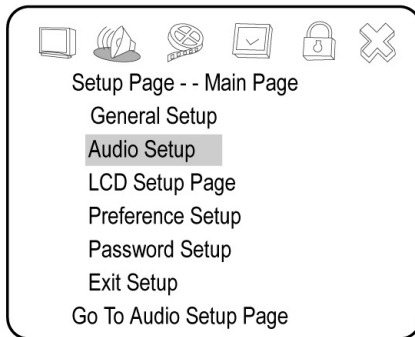 Setup Page - - Main Page
General Setup
Audio Setup
LCD Setup Page
Preference Setup
Password Setup
Exit Setup
Go To Audio Setup Page